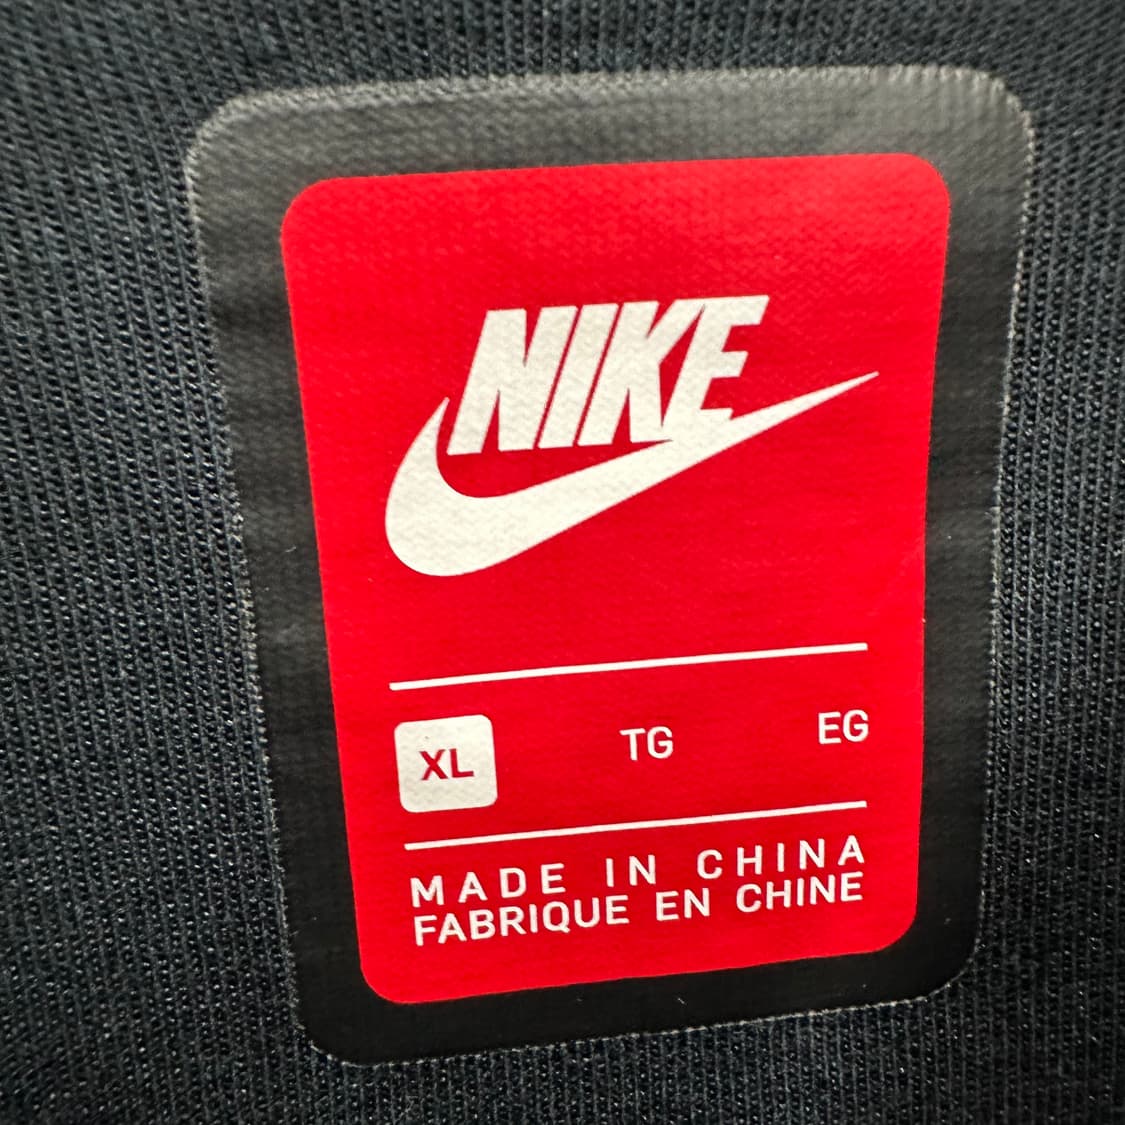 NIKE
XL TG EG
MADE IN CHINA
FABRIQUE EN CHINE